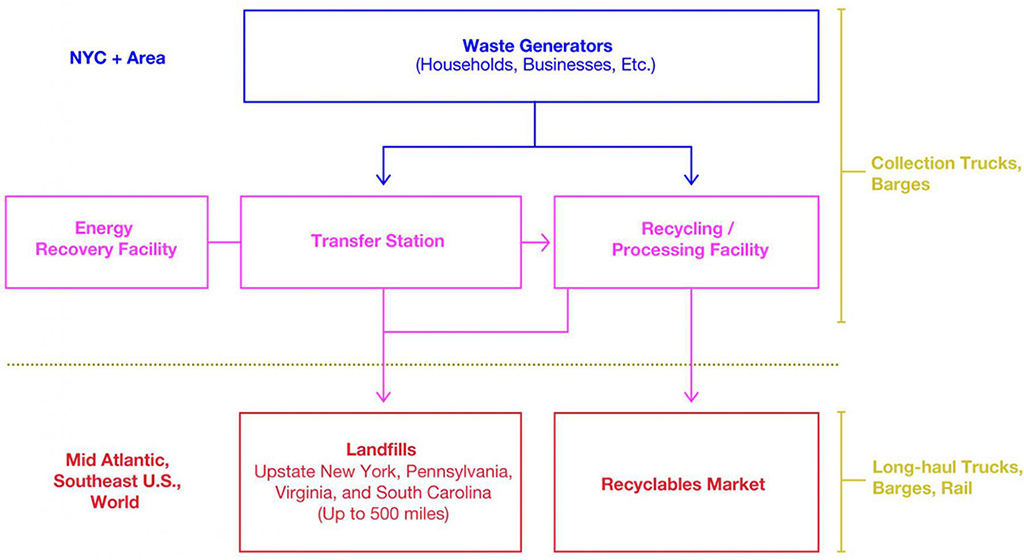 NYC + Area
Waste Generators
(Households, Businesses, Etc.)
Collection Trucks,
Barges
Energy
Recovery Facility
Transfer Station
Recycling /
Processing Facility
Mid Atlantic,
Southeast U.S.,
World
Landfills
Upstate New York, Pennsylvania,
Virginia, and South Carolina
(Up to 500 miles)
Recyclables Market
Long-haul Trucks,
Barges, Rail